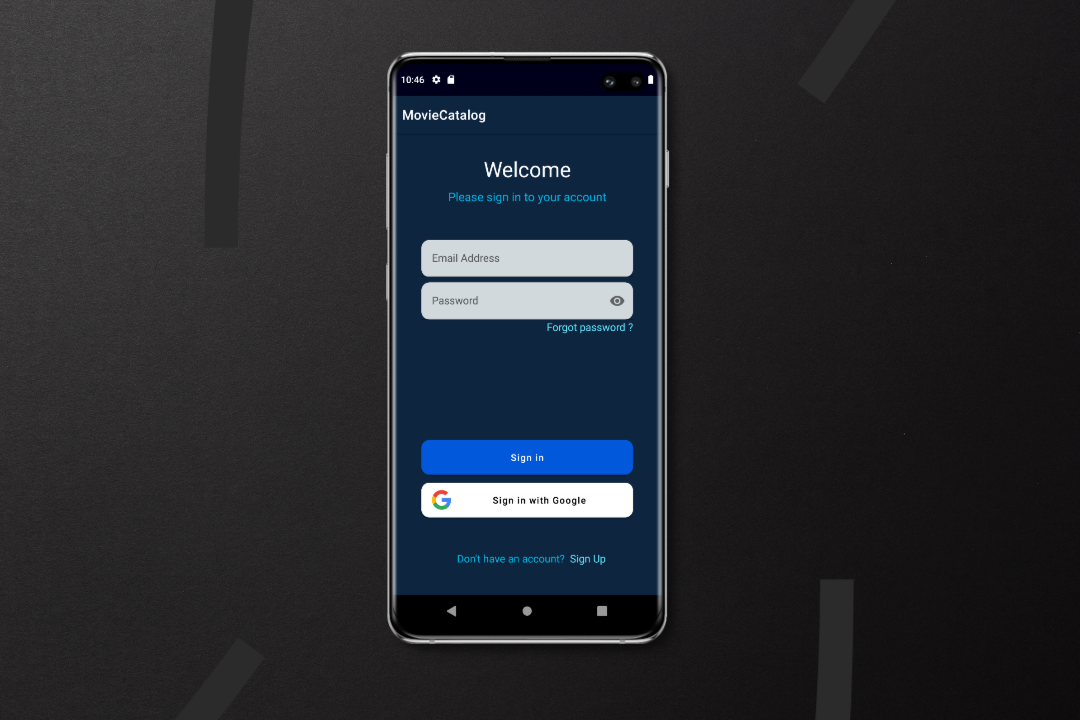 10:46
MovieCatalog
Welcome
Please sign in to your account
Email Address
Password
Forgot password ?
Sign in
Sign in with Google
Don't have an account? Sign Up